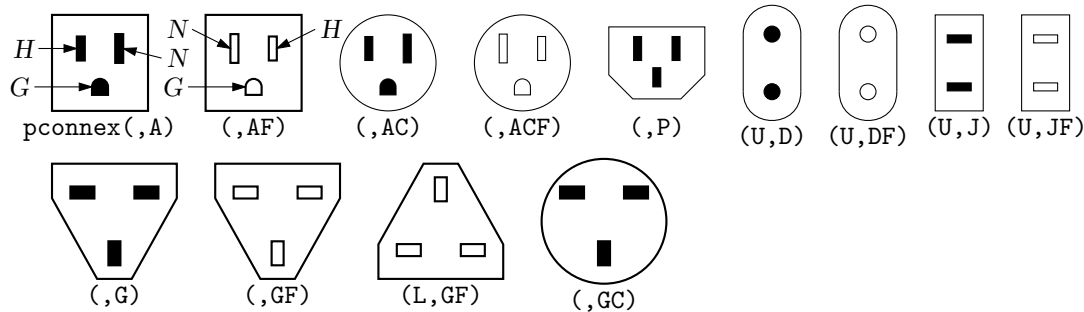 H N G
N H G
pconnex(,A) (,AF) (,AC) (,ACF) (,P) (U,D) (U,DF) (U,J) (U,JF)
(,G) (,GF) (L,GF) (,GC)